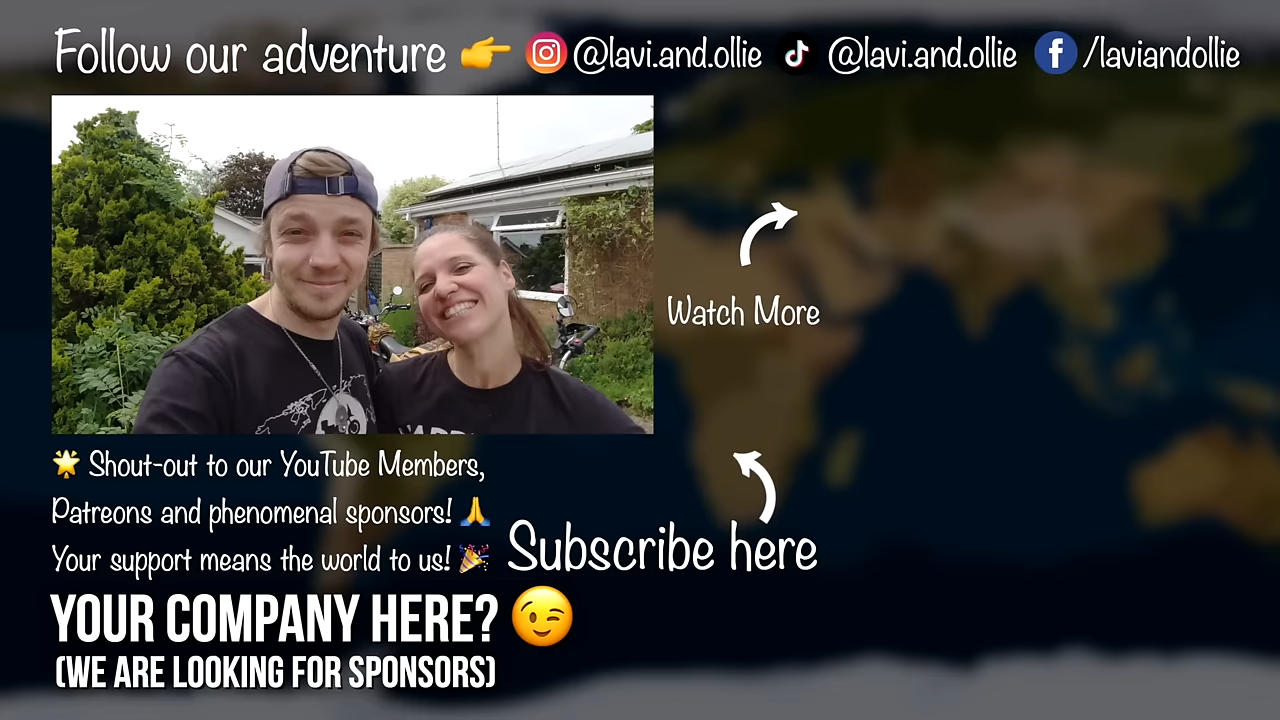 Follow our adventure 👉 @lavi.and.ollie @lavi.and.ollie /laviandollie
Watch More
🌟 Shout-out to our YouTube Members,
Patreons and phenomenal sponsors! 🙏
Your support means the world to us! 🎉
Subscribe here
YOUR COMPANY HERE? 😉
(WE ARE LOOKING FOR SPONSORS)